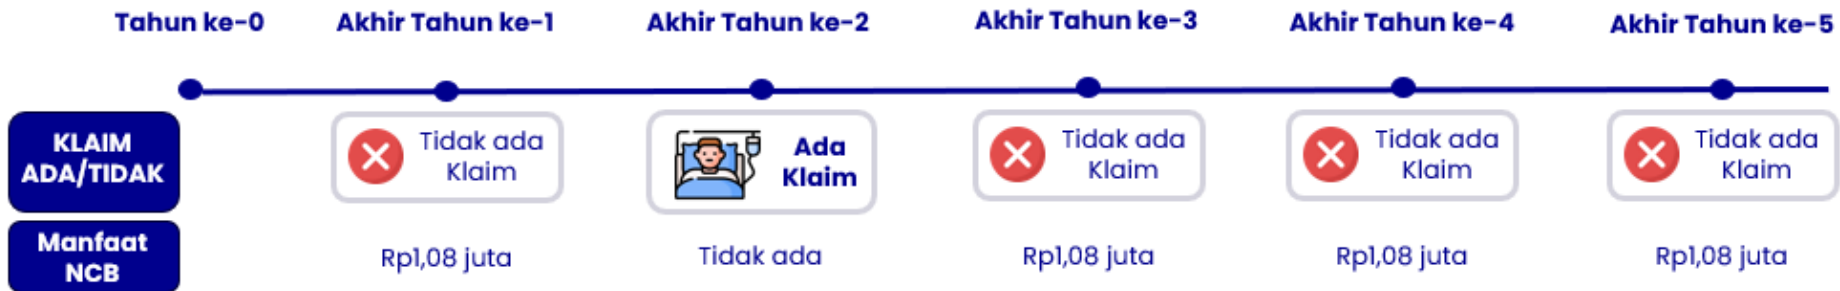 Tahun ke-0
Akhir Tahun ke-1
Akhir Tahun ke-2
Akhir Tahun ke-3
Akhir Tahun ke-4
Akhir Tahun ke-5
KLAIM
ADA/TIDAK
Tidak ada
Klaim
Ada
Klaim
Tidak ada
Klaim
Tidak ada
Klaim
Tidak ada
Klaim
Manfaat
NCB
Rp1,08 juta
Tidak ada
Rp1,08 juta
Rp1,08 juta
Rp1,08 juta